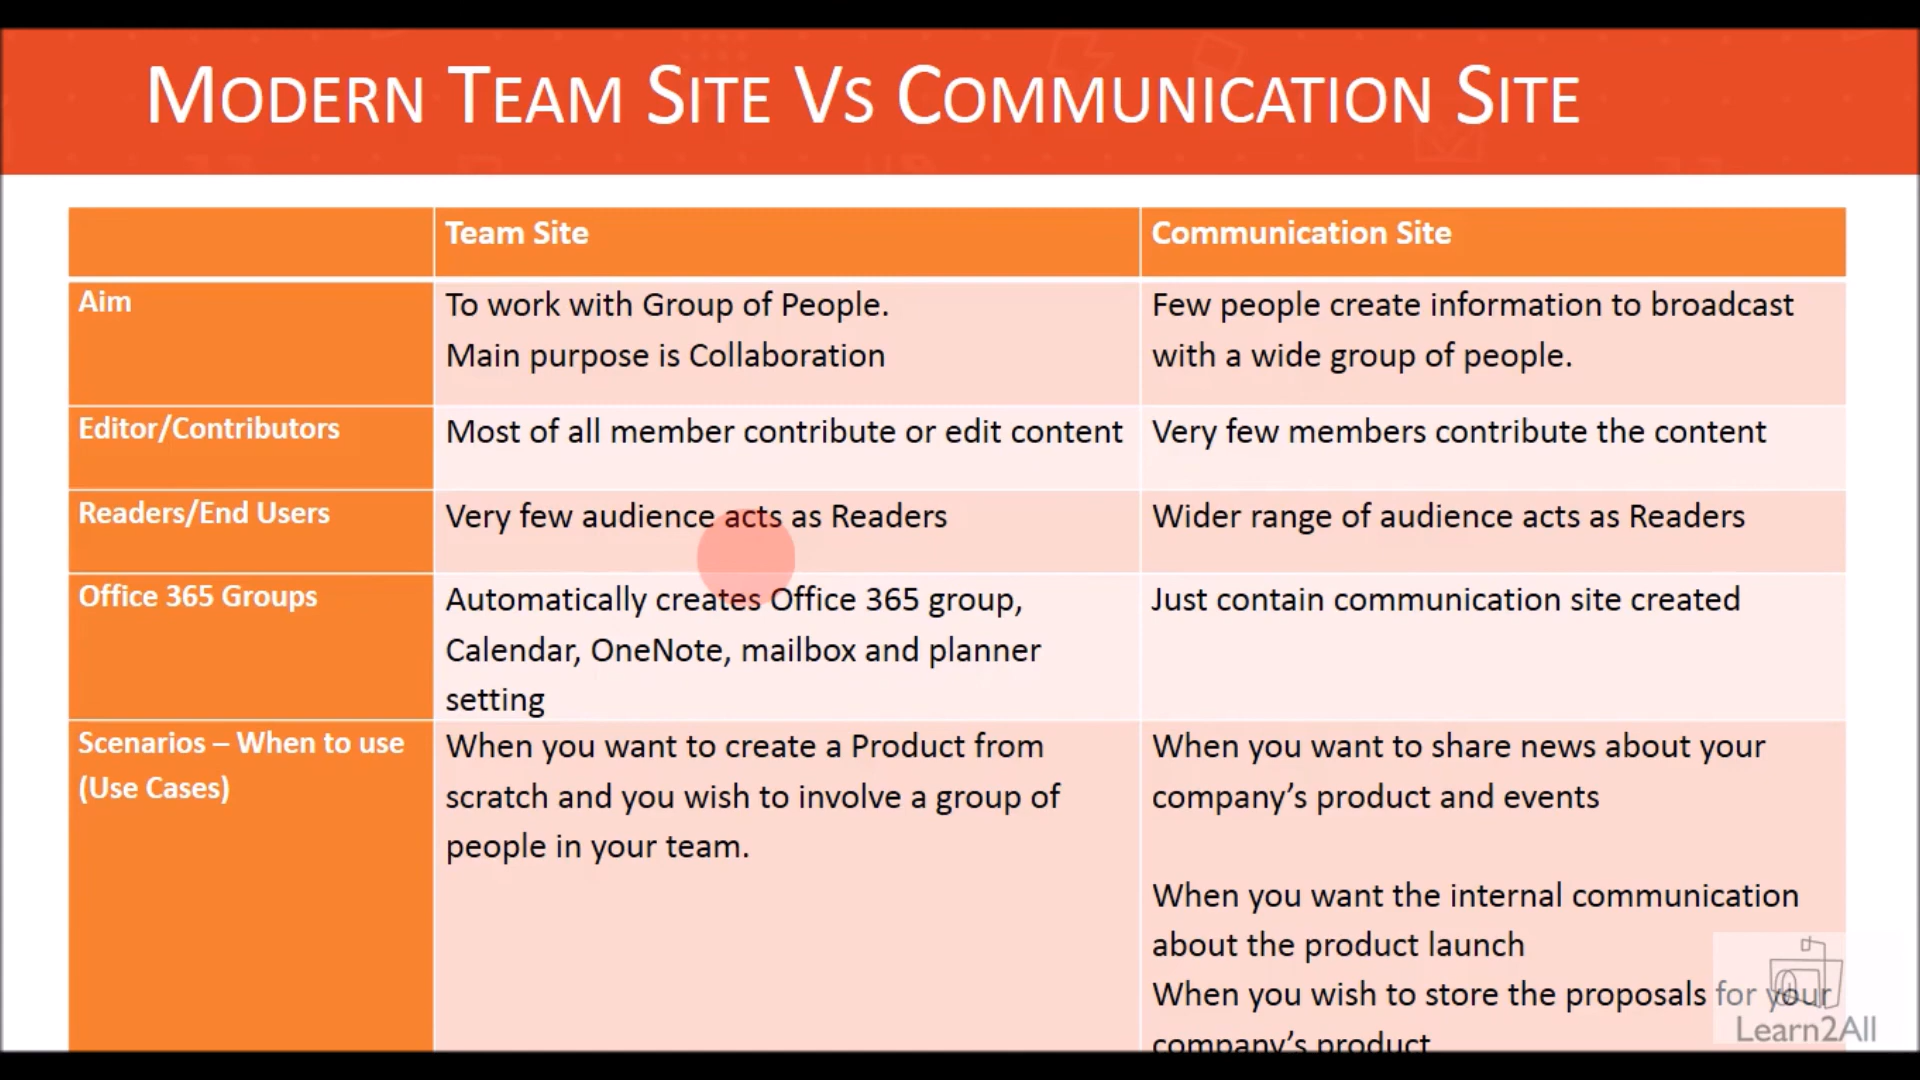 MODERN TEAM SITE VS COMMUNICATION SITE
Team Site
Communication Site
Aim
To work with Group of People.
Main purpose is Collaboration
Few people create information to broadcast
with a wide group of people.
Editor/Contributors
Most of all member contribute or edit content
Very few members contribute the content
Readers/End Users
Very few audience acts as Readers
Wider range of audience acts as Readers
Office 365 Groups
Automatically creates Office 365 group,
Calendar, OneNote, mailbox and planner
setting
Just contain communication site created
Scenarios – When to use
(Use Cases)
When you want to create a Product from
scratch and you wish to involve a group of
people in your team.
When you want to share news about your
company’s product and events
When you want the internal communication
about the product launch
When you wish to store the proposals for your
company’s product
Learn2All